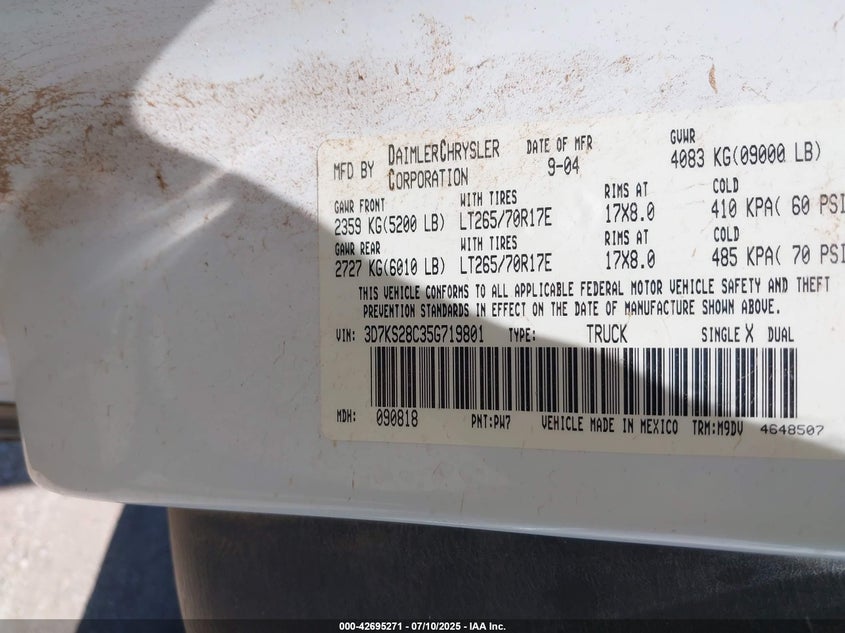 MFD BY DAIMLERCHRYSLER CORPORATION DATE OF MFR 9-04 GVWR 4083 KG(09000 LB)
GAWR FRONT WITH TIRES RIMS AT COLD
2359 KG(5200 LB) LT265/70R17E 17X8.0 410 KPA( 60 PSI
GAWR REAR WITH TIRES RIMS AT COLD
2727 KG(6010 LB) LT265/70R17E 17X8.0 485 KPA( 70 PSI
THIS VEHICLE CONFORMS TO ALL APPLICABLE FEDERAL MOTOR VEHICLE SAFETY AND THEFT
PREVENTION STANDARDS IN EFFECT ON THE DATE OF MANUFACTURE SHOWN ABOVE.
VIN: 3D7KS28C35G719801 TYPE: TRUCK SINGLE X DUAL
MDH: 090818 PNT:PW7 VEHICLE MADE IN MEXICO TRM:M9DV 4648507
000-42695271 - 07/10/2025 - IAA Inc.